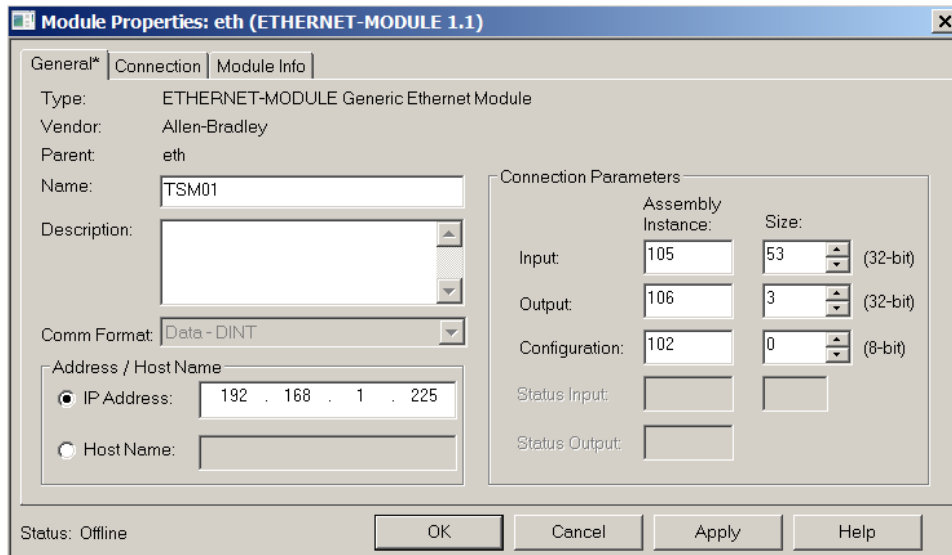 Module Properties: eth (ETHERNET-MODULE 1.1)
General* Connection Module Info
Type: ETHERNET-MODULE Generic Ethernet Module
Vendor: Allen-Bradley
Parent: eth
Name: TSM01
Description:
Comm Format: Data - DINT
Address / Host Name
IP Address: 192 . 168 . 1 . 225
Host Name:
Connection Parameters
Assembly
Instance: Size:
Input: 105 53 (32-bit)
Output: 106 3 (32-bit)
Configuration: 102 0 (8-bit)
Status Input:
Status Output:
Status: Offline OK Cancel Apply Help